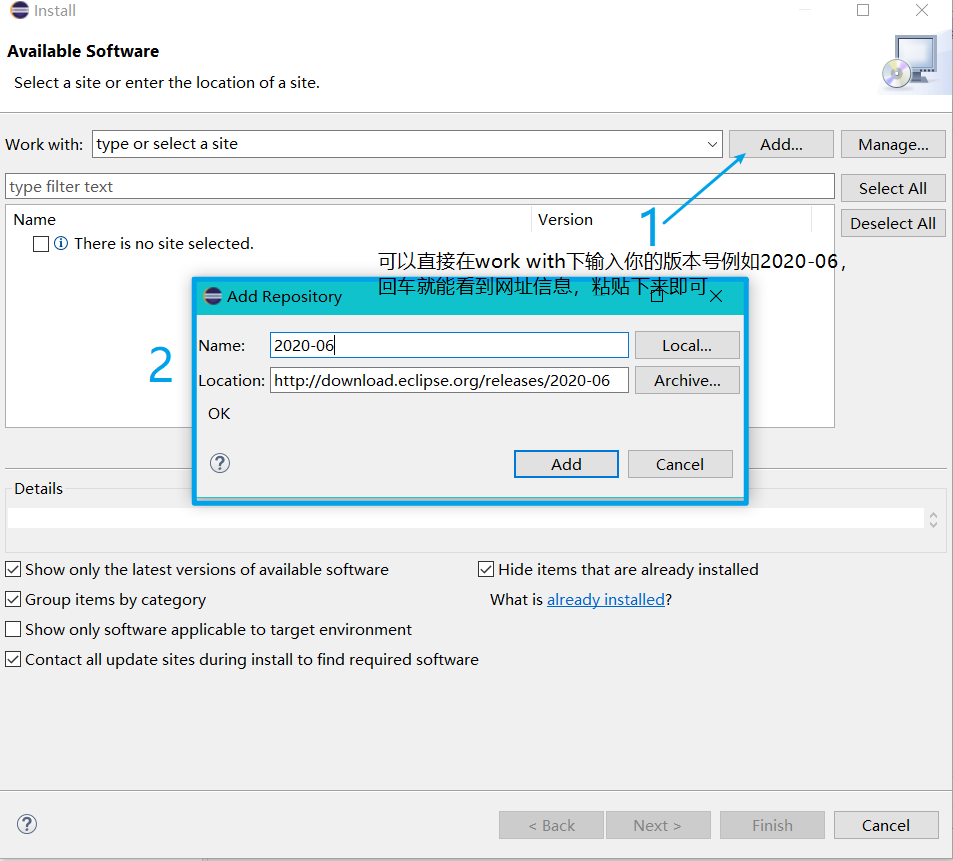 Install
Available Software
Select a site or enter the location of a site.
Work with: type or select a site Add... Manage...
type filter text Select All
Name Version Deselect All
There is no site selected.
1
可以直接在work with下输入你的版本号例如2020-06，
回车就能看到网址信息，粘贴下来即可
Add Repository
2
Name: 2020-06 Local...
Location: http://download.eclipse.org/releases/2020-06 Archive...
OK
? Add Cancel
Details
Show only the latest versions of available software Hide items that are already installed
Group items by category What is already installed?
Show only software applicable to target environment
Contact all update sites during install to find required software
? < Back Next > Finish Cancel